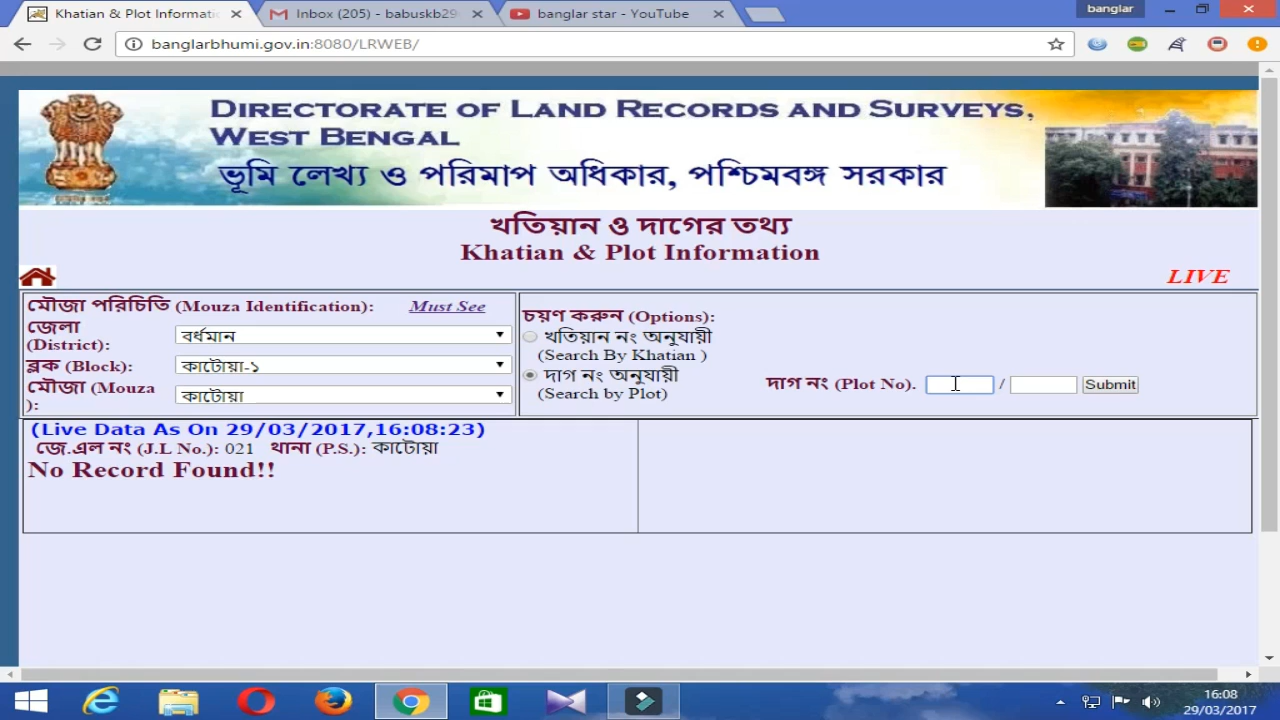 Khatian & Plot Informati
Inbox (205) - babuskb29
banglar star - YouTube
banglar
banglarbhumi.gov.in:8080/LRWEB/
DIRECTORATE OF LAND RECORDS AND SURVEYS,
WEST BENGAL
ভূমি লেখ্য ও পরিমাপ অধিকার, পশ্চিমবঙ্গ সরকার
খতিয়ান ও দাগের তথ্য
Khatian & Plot Information
LIVE
মৌজা পরিচিতি (Mouza Identification): Must See
জেলা
(District):
বর্ধমান
ব্লক (Block):
কাটোয়া-১
মৌজা (Mouza
):
কাটোয়া
চয়ণ করুন (Options):
খতিয়ান নং অনুযায়ী
(Search By Khatian )
দাগ নং অনুযায়ী
(Search by Plot)
দাগ নং (Plot No). / Submit
(Live Data As On 29/03/2017,16:08:23)
জে.এল নং (J.L No.): 021 থানা (P.S.): কাটোয়া
No Record Found!!
16:08
29/03/2017